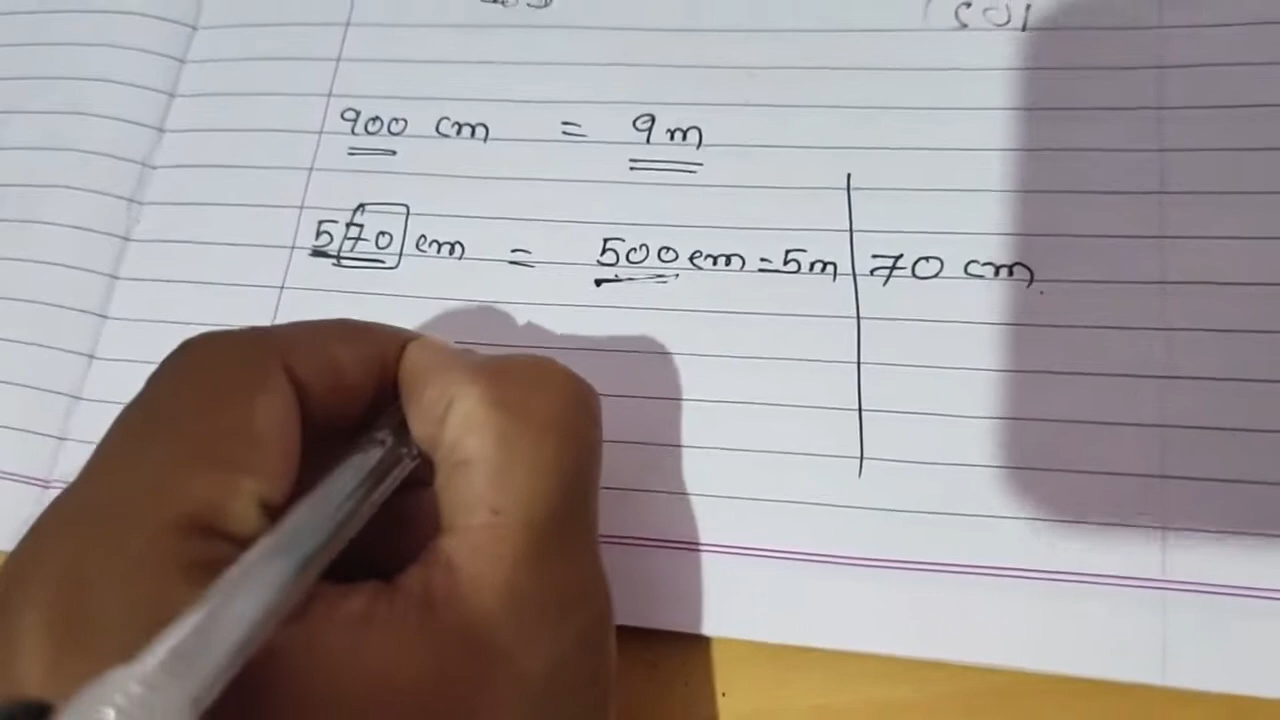 900 cm = 9m
570 cm = 500 cm = 5m 70 cm